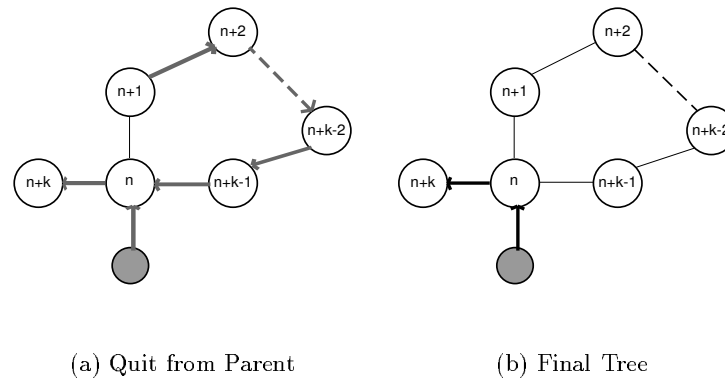 n+2
n+2
n+1
n+1
n+k-2
n+k-2
n+k
n
n+k-1
n+k
n
n+k-1
(a) Quit from Parent
(b) Final Tree